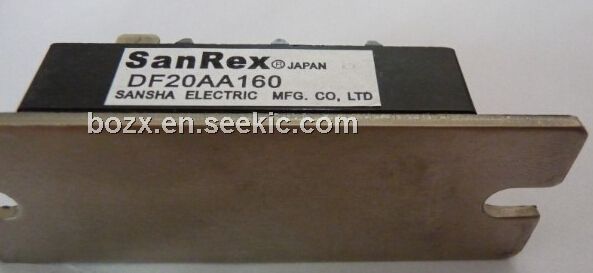 SanRex® JAPAN
DF20AA160
SANSHA ELECTRIC MFG. CO, LTD
bozx.en.seekic.com